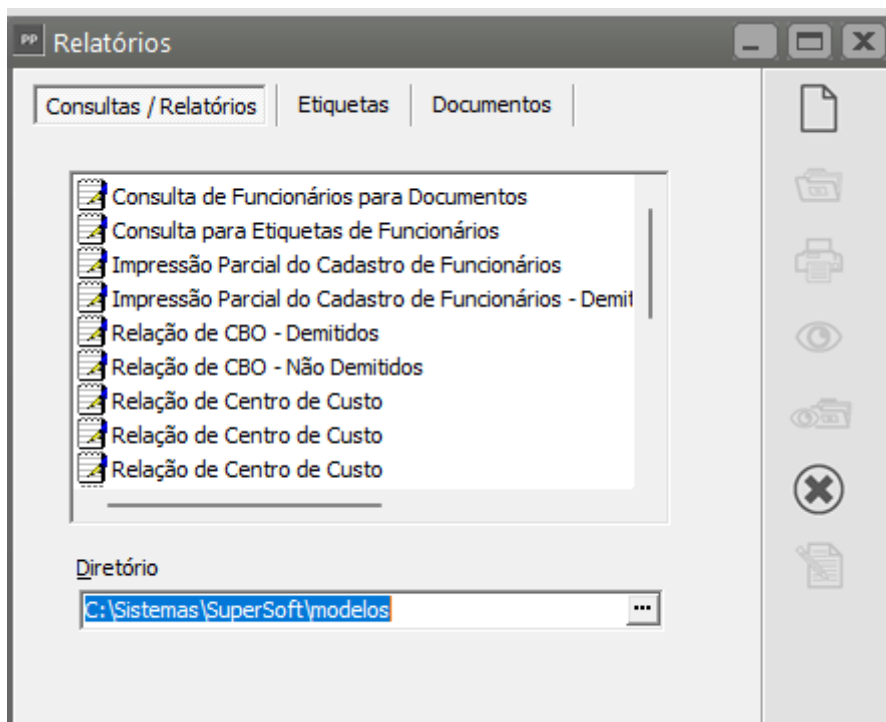 PP Relatórios
Consultas / Relatórios Etiquetas Documentos
Consulta de Funcionários para Documentos
Consulta para Etiquetas de Funcionários
Impressão Parcial do Cadastro de Funcionários
Impressão Parcial do Cadastro de Funcionários - Demit
Relação de CBO - Demitidos
Relação de CBO - Não Demitidos
Relação de Centro de Custo
Relação de Centro de Custo
Relação de Centro de Custo
Diretório
C:\Sistemas\SuperSoft\modelos ...